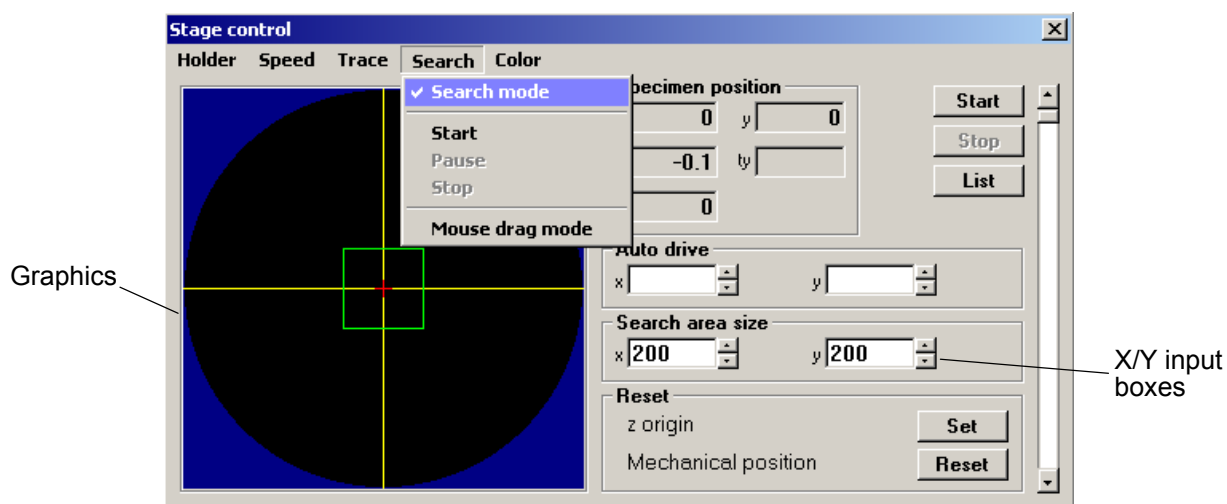 Stage control
Holder Speed Trace Search Color
Search mode
Start
Pause
Stop
Mouse drag mode
pecimen position
0 y 0
-0.1 ty
0
Start
Stop
List
Auto drive
x y
Search area size
x 200 y 200
Reset
z origin Set
Mechanical position Reset
Graphics
X/Y input
boxes